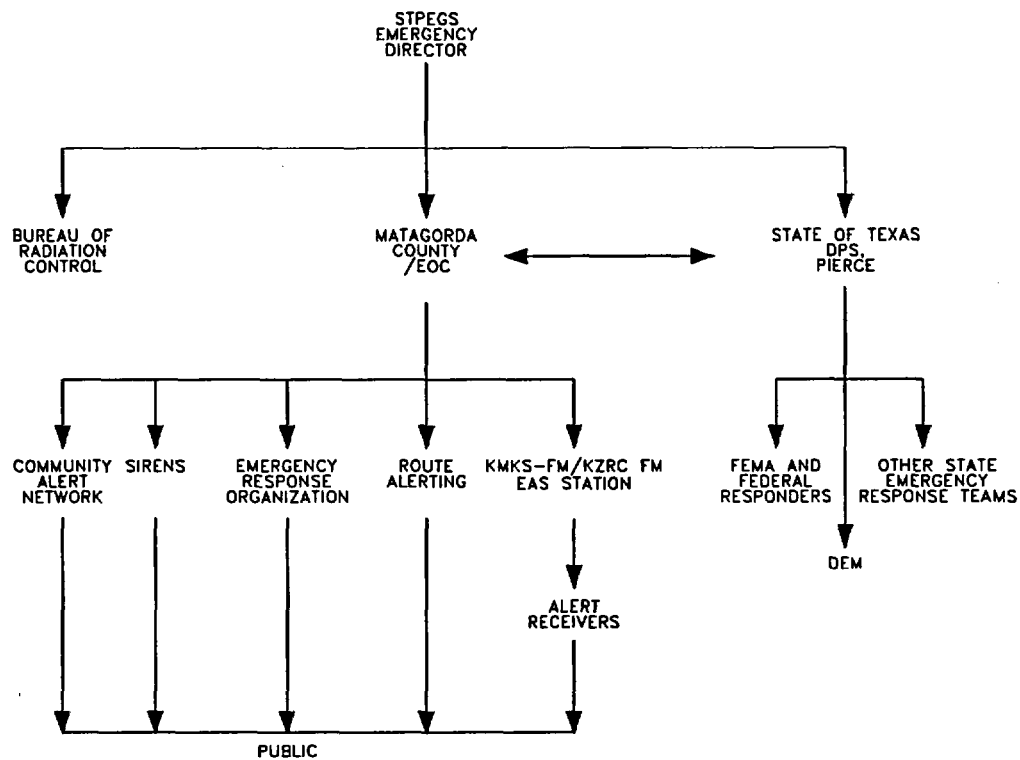 STPEGS
EMERGENCY
DIRECTOR
BUREAU OF
RADIATION
CONTROL
MATAGORDA
COUNTY
/EOC
STATE OF TEXAS
DPS,
PIERCE
COMMUNITY
ALERT
NETWORK
SIRENS
EMERGENCY
RESPONSE
ORGANIZATION
ROUTE
ALERTING
KMKS-FM/KZRC FM
EAS STATION
FEMA AND
FEDERAL
RESPONDERS
OTHER STATE
EMERGENCY
RESPONSE TEAMS
DEM
ALERT
RECEIVERS
PUBLIC